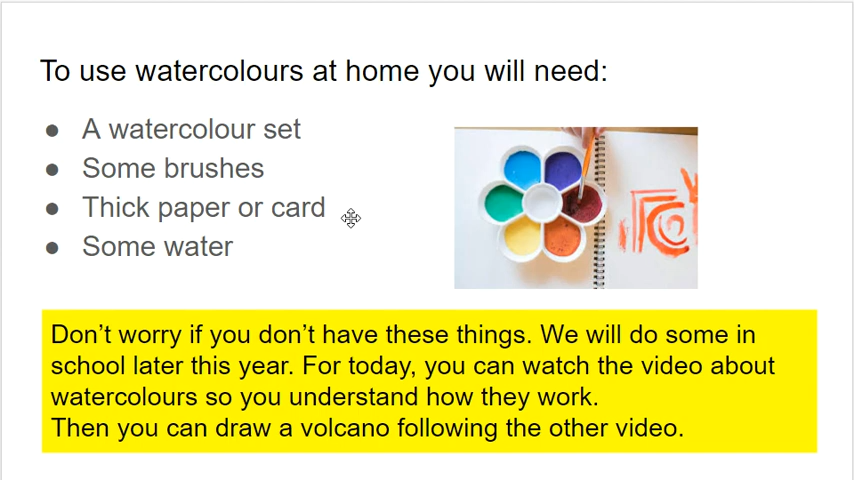 To use watercolours at home you will need:
● A watercolour set
● Some brushes
● Thick paper or card
● Some water
Don’t worry if you don’t have these things. We will do some in
school later this year. For today, you can watch the video about
watercolours so you understand how they work.
Then you can draw a volcano following the other video.